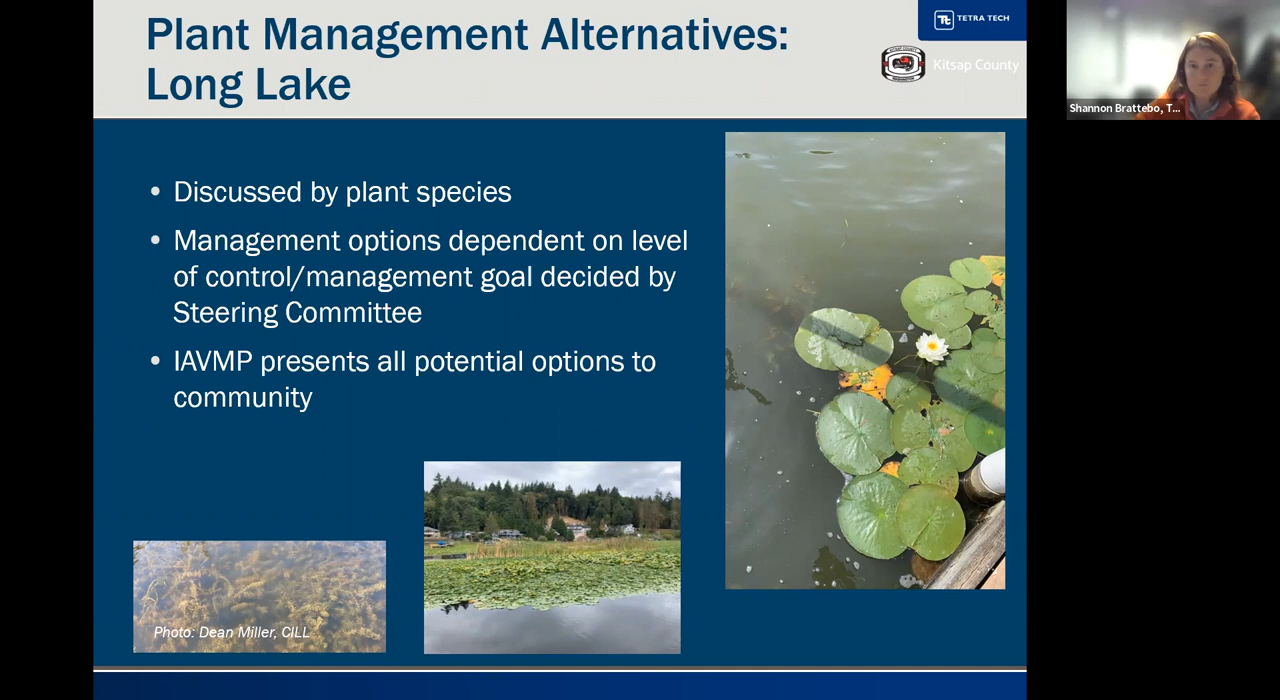 Plant Management Alternatives:
Long Lake
TETRA TECH
Kitsap County
Shannon Brattebo, T...
• Discussed by plant species
• Management options dependent on level
of control/management goal decided by
Steering Committee
• IAVMP presents all potential options to
community
Photo: Dean Miller, CILL